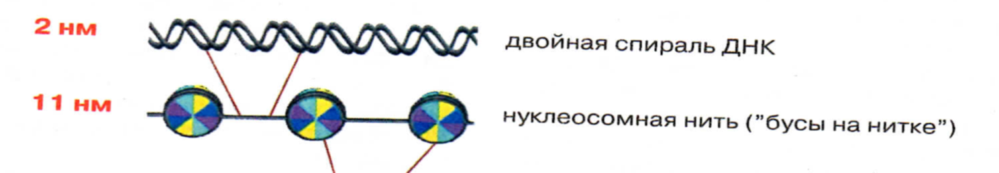 2 нм
двойная спираль ДНК
11 нм
нуклеосомная нить (”бусы на нитке”)